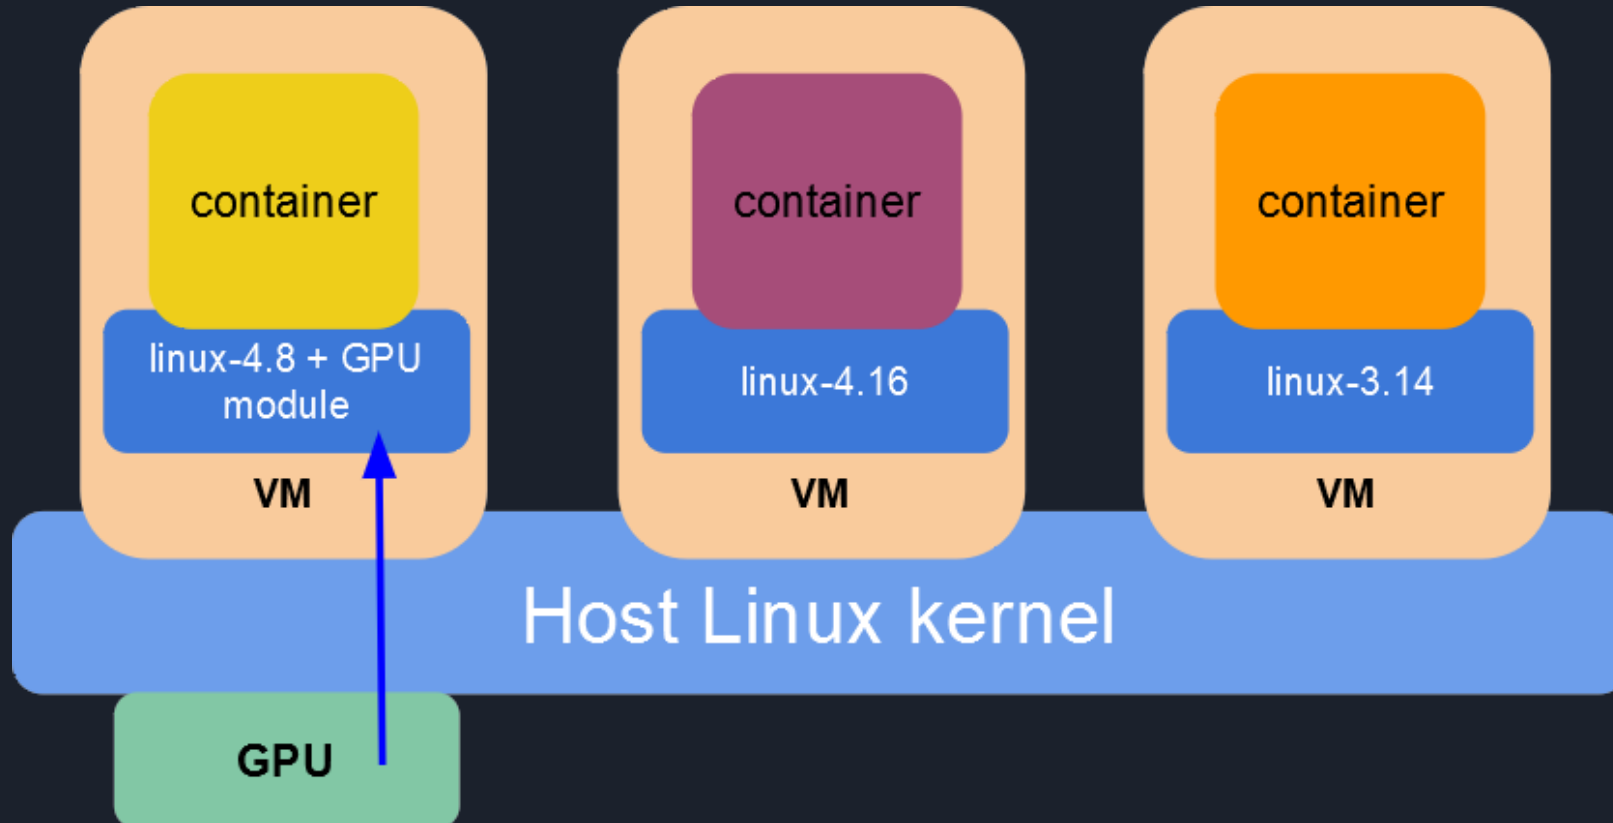 container
container
container
linux-4.8 + GPU
module
linux-4.16
linux-3.14
VM
VM
VM
Host Linux kernel
GPU